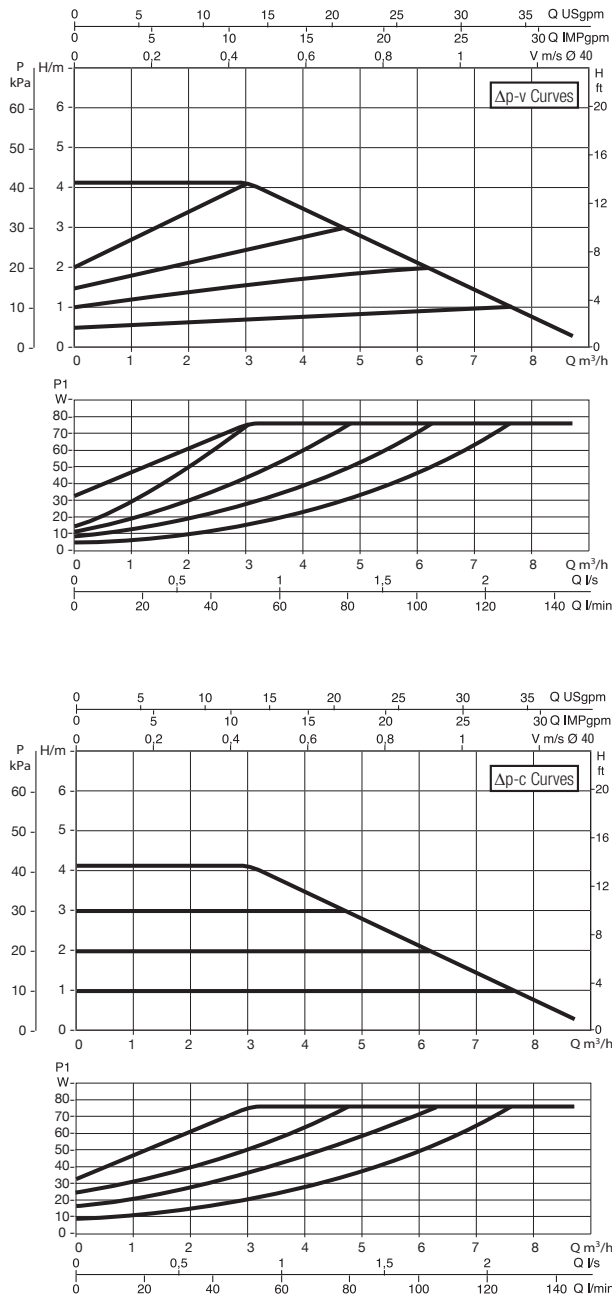 0 5 10 15 20 25 30 35 Q USgpm
0 5 10 15 20 25 30 Q IMPgpm
0 0,2 0,4 0,6 0,8 1 V m/s Ø 40
P kPa H/m H ft
Δp-v Curves
60 50 40 30 20 10 0
6 5 4 3 2 1 0
20 16 12 8 4 0
0 1 2 3 4 5 6 7 8 Q m³/h
P1
W
80
70
60
50
40
30
20
10
0
0 1 2 3 4 5 6 7 8 Q m³/h
0 0,5 1 1,5 2 Q l/s
0 20 40 60 80 100 120 140 Q l/min
0 5 10 15 20 25 30 35 Q USgpm
0 5 10 15 20 25 30 Q IMPgpm
0 0,2 0,4 0,6 0,8 1 V m/s Ø 40
P kPa H/m H ft
Δp-c Curves
60 50 40 30 20 10 0
6 5 4 3 2 1 0
20 16 12 8 4 0
0 1 2 3 4 5 6 7 8 Q m³/h
P1
W
80
70
60
50
40
30
20
10
0
0 1 2 3 4 5 6 7 8 Q m³/h
0 0,5 1 1,5 2 Q l/s
0 20 40 60 80 100 120 140 Q l/min